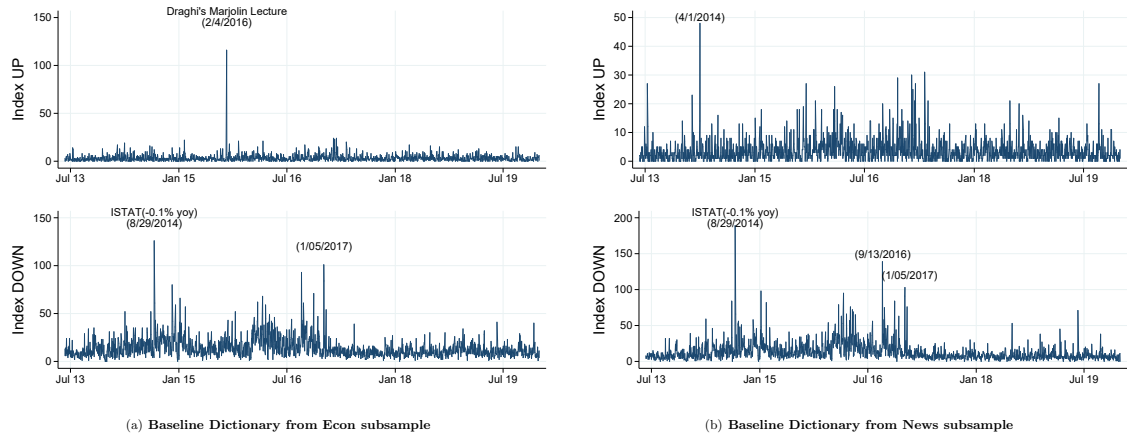 Draghi's Marjolin Lecture
(2/4/2016)
Index UP
150
100
50
0
Jul 13
Jan 15
Jul 16
Jan 18
Jul 19
ISTAT(-0.1% yoy)
(8/29/2014)
(1/05/2017)
Index DOWN
150
100
50
0
Jul 13
Jan 15
Jul 16
Jan 18
Jul 19
(a) Baseline Dictionary from Econ subsample
(4/1/2014)
Index UP
50
40
30
20
10
0
Jul 13
Jan 15
Jul 16
Jan 18
Jul 19
ISTAT(-0.1% yoy)
(8/29/2014)
(9/13/2016)
(1/05/2017)
Index DOWN
200
150
100
50
0
Jul 13
Jan 15
Jul 16
Jan 18
Jul 19
(b) Baseline Dictionary from News subsample